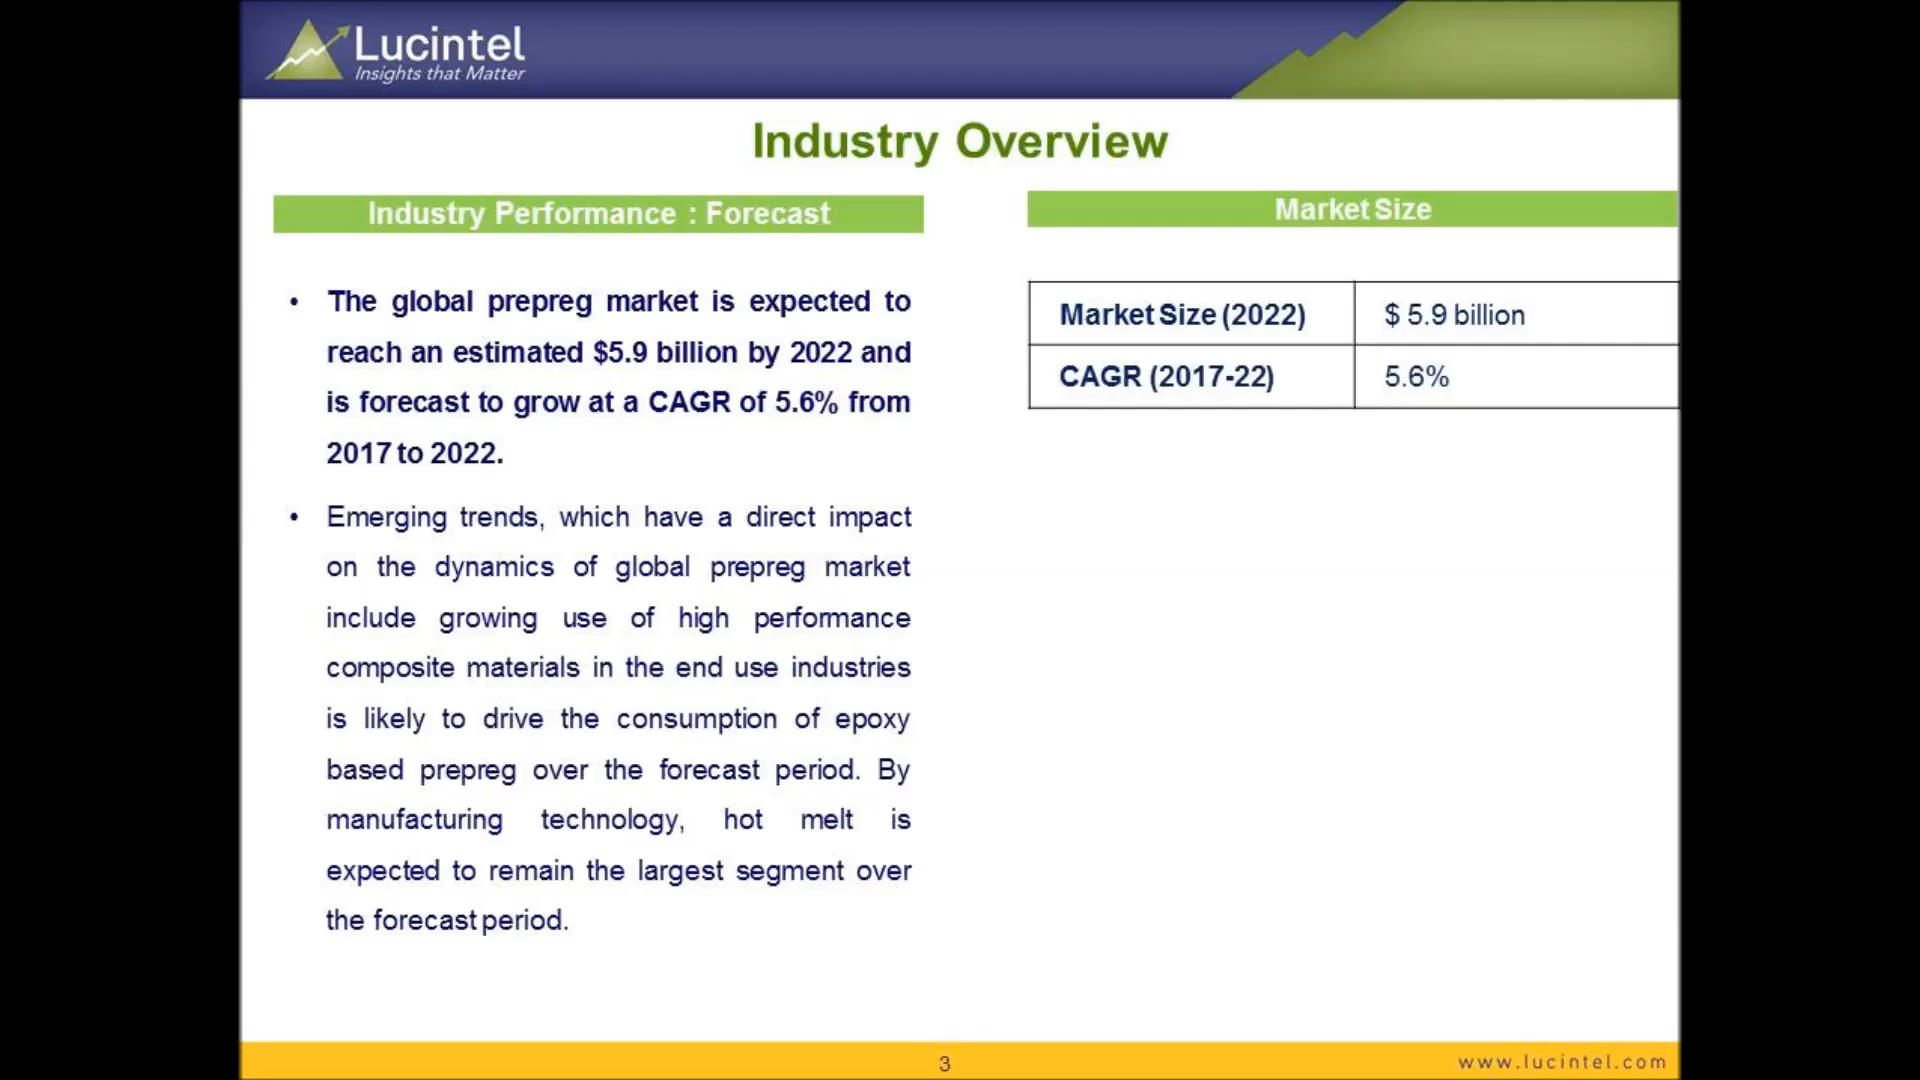 Lucintel
Insights that Matter
Industry Overview
Industry Performance : Forecast
• The global prepreg market is expected to
reach an estimated $5.9 billion by 2022 and
is forecast to grow at a CAGR of 5.6% from
2017 to 2022.
• Emerging trends, which have a direct impact
on the dynamics of global prepreg market
include growing use of high performance
composite materials in the end use industries
is likely to drive the consumption of epoxy
based prepreg over the forecast period. By
manufacturing technology, hot melt is
expected to remain the largest segment over
the forecast period.
Market Size
Market Size (2022) $ 5.9 billion
CAGR (2017-22) 5.6%
3
www.lucintel.com